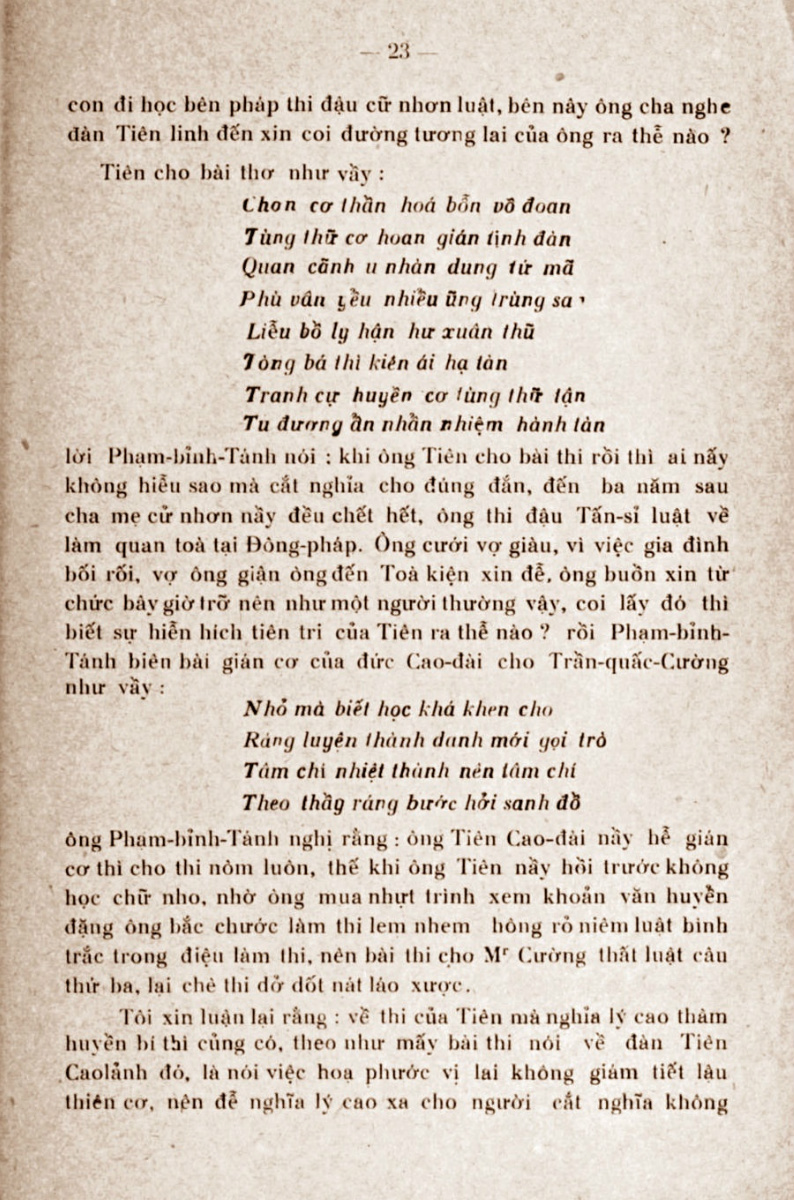 — 23 —
con đi học bên pháp thi đậu cữ nhơn luật, bên nây ông cha nghe
đàn Tiên linh đến xin coi đường tương lai của ông ra thể nào ?
Tiên cho bài thơ như vầy :
Chon cơ thần hoá bỗn vô đoan
Tùng thữ cơ hoan gián tịnh đàn
Quan cãnh u nhàn dung tứ mã
Phù vân yều nhiễu ũng trùng sa
Liễu bồ ly hận hư xuân thũ
Tòng bá thì kiên ái hạ tàn
Tranh cự huyền cơ tùng thữ tận
Tu đương ẩn nhẫn nhiệm hành tàn
lời Phạm-bỉnh-Tánh nói : khi ông Tiên cho bài thi rồi thì ai nấy
không hiểu sao mà cắt nghĩa cho đúng đắn, đến ba năm sau
cha mẹ cử nhơn nầy đều chết hết, ông thi đậu Tấn-sỉ luật về
làm quan toà tại Đông-pháp. Ông cưới vợ giàu, vì việc gia đình
bối rối, vợ ông giận ông đến Toà kiện xin để, ông buồn xin từ
chức bây giờ trỡ nên như một người thường vậy, coi lấy đó thì
biết sự hiễn hích tiên tri của Tiên ra thể nào ? rồi Phạm-bỉnh-
Tánh biên bài gián cơ của đức Cao-đài cho Trần-quấc-Cường
như vầy :
Nhỏ mà biết học khá khen cho
Ráng luyện thành danh mới gọi trò
Tâm chí nhiệt thành nên tâm chí
Theo thầy ráng bước hởi sanh đồ
ông Phạm-bỉnh-Tánh nghị rằng : ông Tiên Cao-đài nầy hể gián
cơ thì cho thi nôm luôn, thế khi ông Tiên nầy hồi trước không
học chữ nho, nhờ ông mua nhựt trình xem khoản văn huyền
đặng ông bắc chước làm thi lem nhem hông rỏ niêm luật bình
trắc trong điệu làm thi, nên bài thi cho Mr Cường thất luật câu
thứ ba, lại chê thi dở dốt nát láo xược.
Tôi xin luận lại rằng : về thi của Tiên mà nghỉa lý cao thâm
huyền bí thì củng có, theo như mấy bài thi nói về đàn Tiên
Caolảnh đó, là nói việc hoạ phước vị lai không giám tiết lậu
thiên cơ, nên để nghĩa lý cao xa cho người cắt nghĩa không